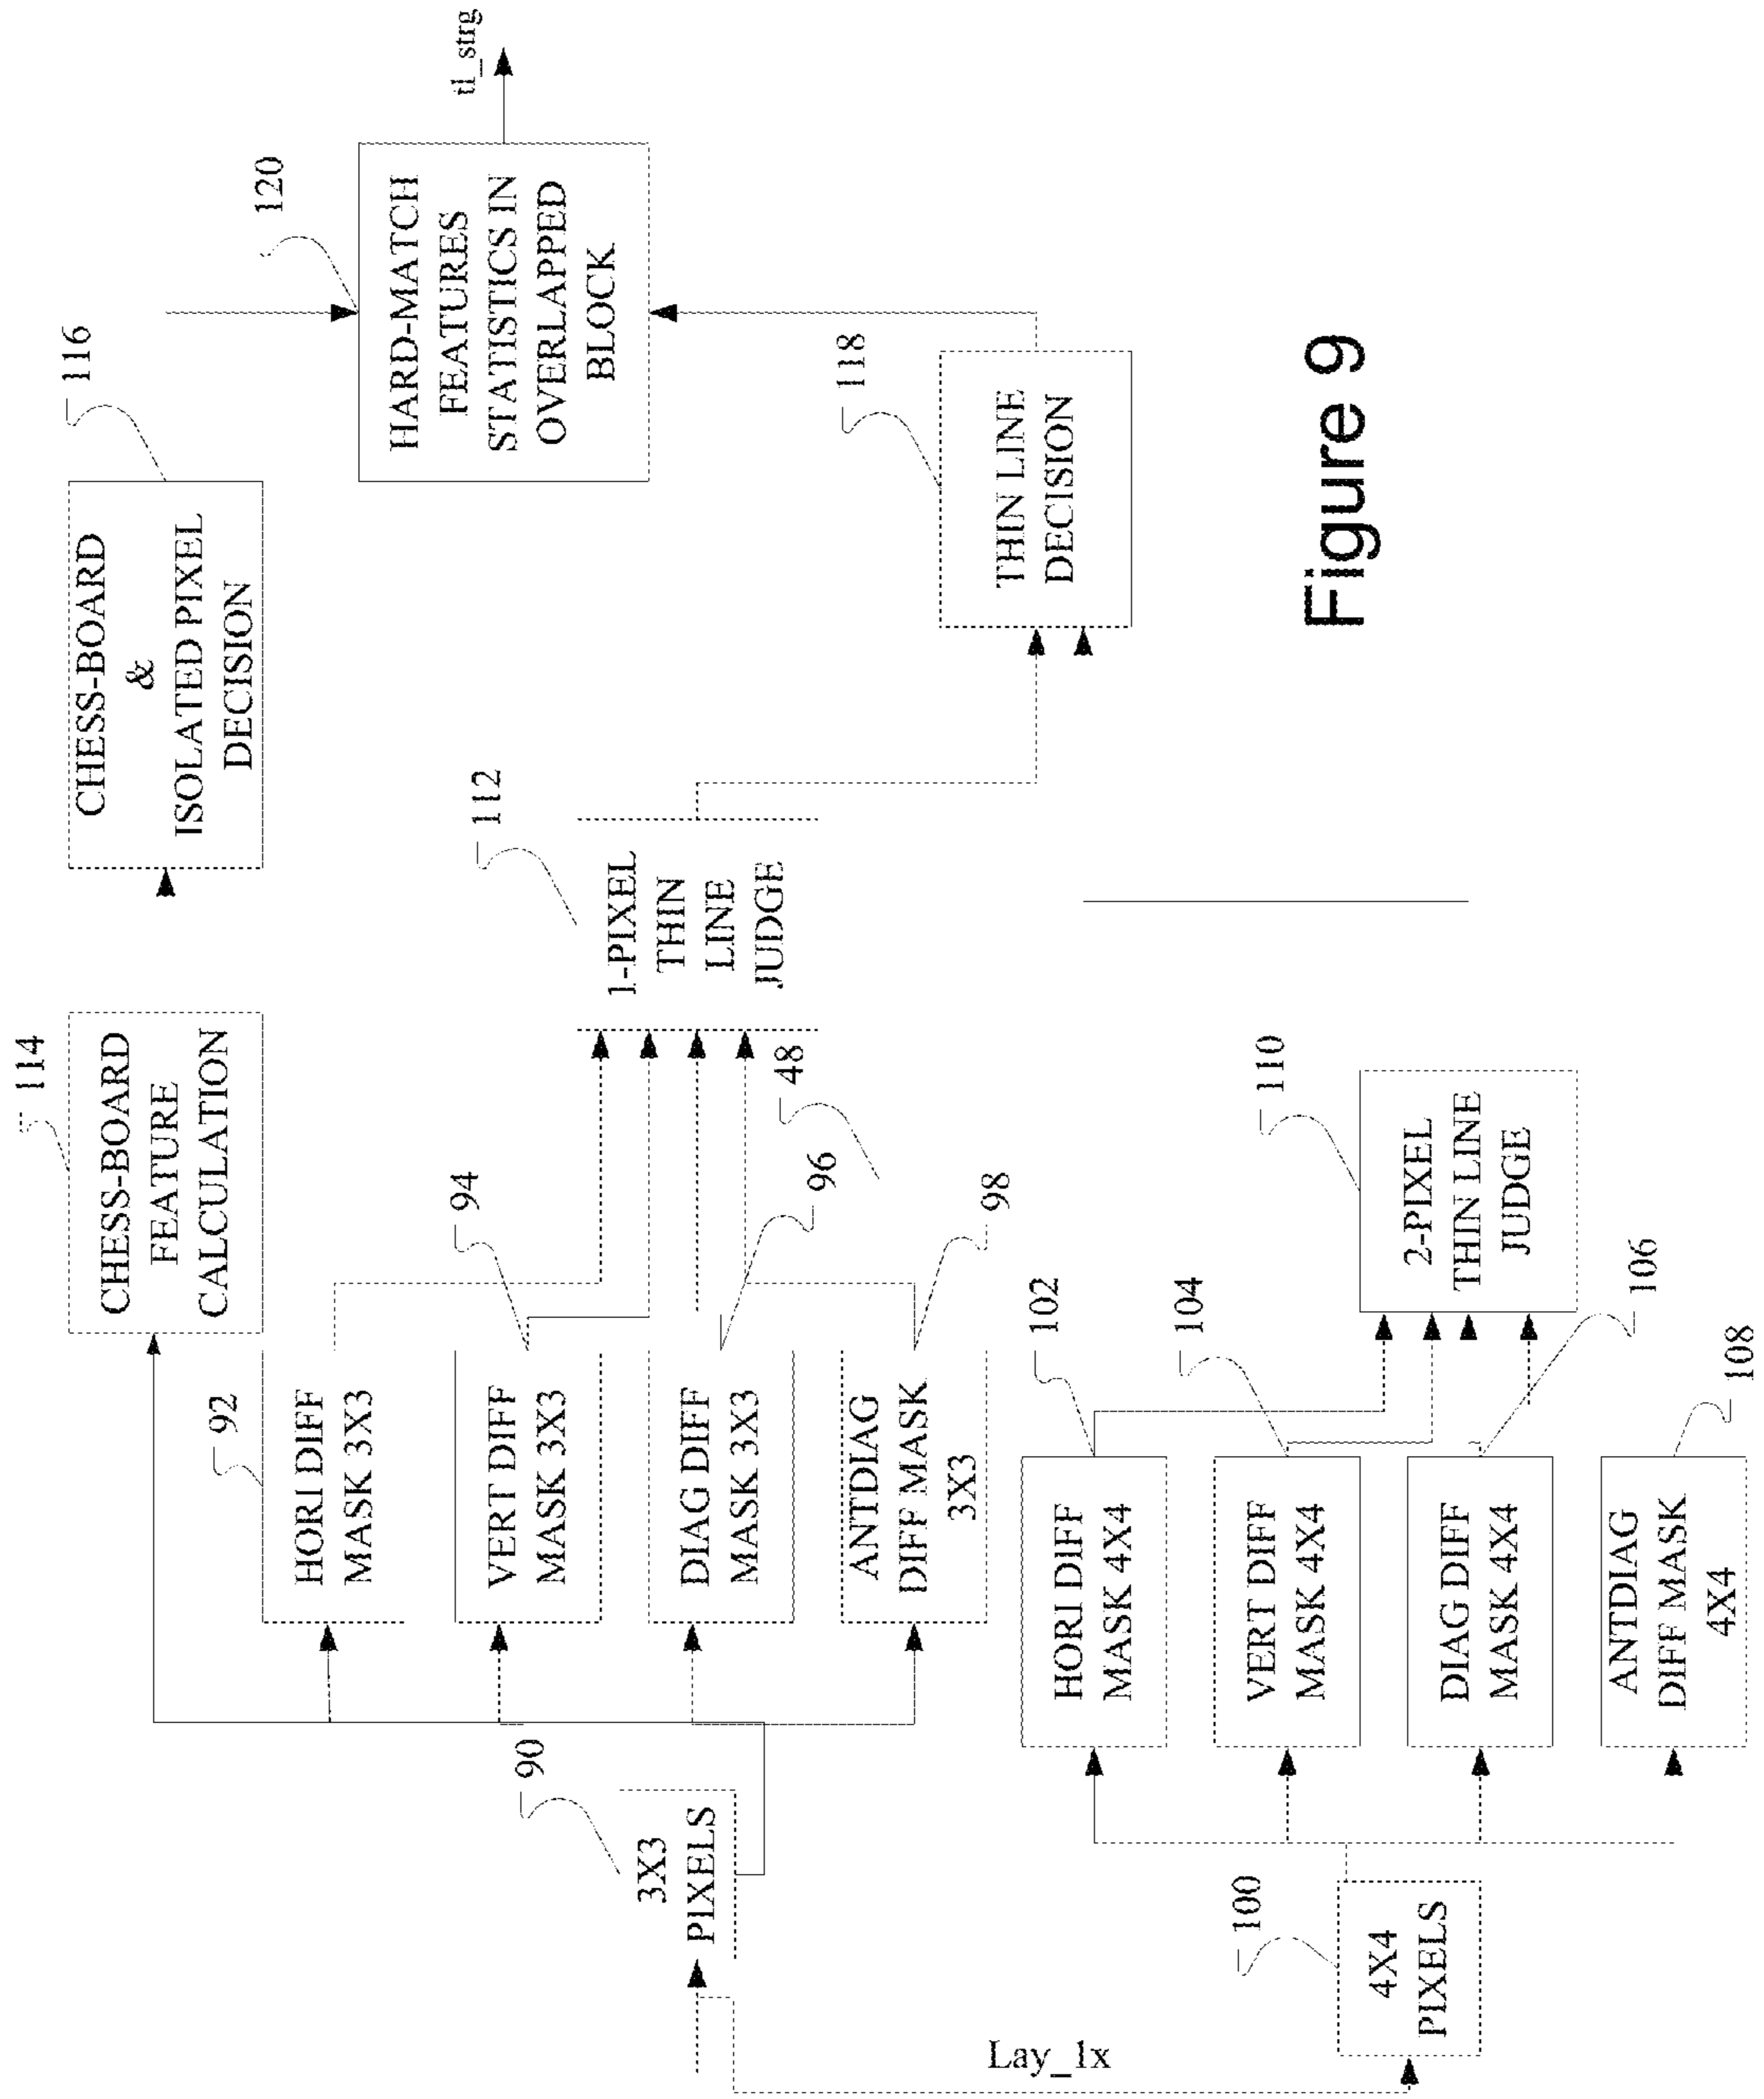 Lay_1x
90
3X3
PIXELS
100
4X4
PIXELS
92
HORI DIFF
MASK 3X3
94
VERT DIFF
MASK 3X3
96
DIAG DIFF
MASK 3X3
98
ANTDIAG
DIFF MASK
3X3
102
HORI DIFF
MASK 4X4
104
VERT DIFF
MASK 4X4
106
DIAG DIFF
MASK 4X4
108
ANTDIAG
DIFF MASK
4X4
114
CHESS-BOARD
FEATURE
CALCULATION
48
112
1-PIXEL
THIN
LINE
JUDGE
110
2-PIXEL
THIN LINE
JUDGE
116
CHESS-BOARD
&
ISOLATED PIXEL
DECISION
118
THIN LINE
DECISION
120
HARD-MATCH
FEATURES
STATISTICS IN
OVERLAPPED
BLOCK
tl_strg
Figure 9